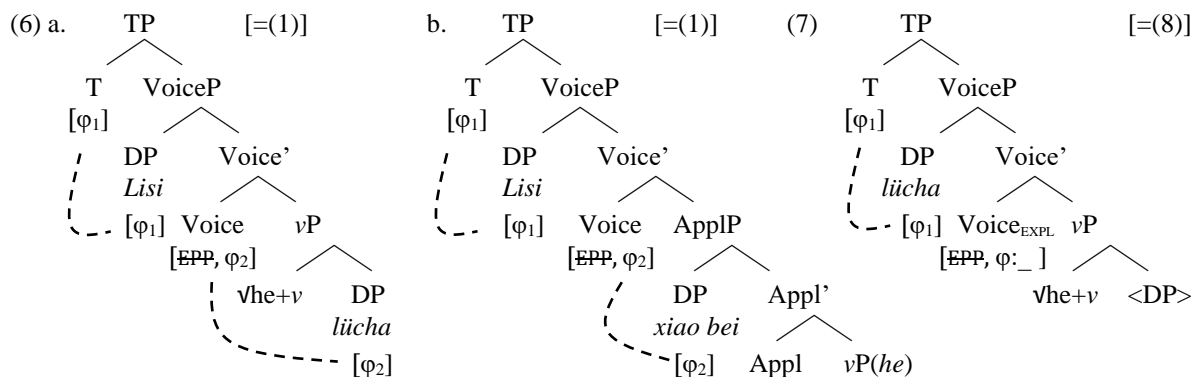 (6) a. TP [=(1)] b. TP [=(1)] (7) TP [=(8)]
T VoiceP T VoiceP T VoiceP
[φ₁] [φ₁] [φ₁]
DP Voice’ DP Voice’ DP Voice’
Lisi Lisi lücha
[φ₁] Voice vP [φ₁] Voice ApplP [φ₁] Voice_EXPL vP
[EPP, φ₂] [EPP, φ₂] [EPP, φ:_ ]
√he+v DP DP Appl’ √he+v <DP>
lücha xiao bei
[φ₂] [φ₂] Appl vP(he)